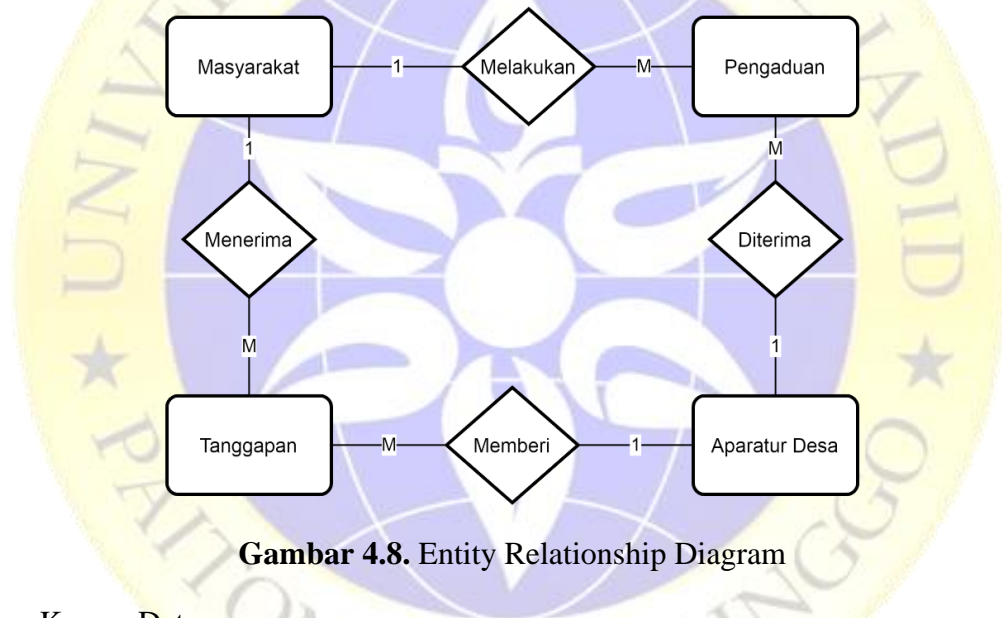 Masyarakat 1 Melakukan M Pengaduan
1 M
Menerima Diterima
M 1
Tanggapan M Memberi 1 Aparatur Desa
Gambar 4.8. Entity Relationship Diagram